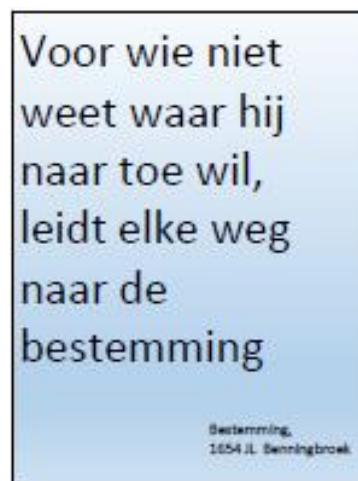 Voor wie niet
weet waar hij
naar toe wil,
leidt elke weg
naar de
bestemming
Bestemming,
1654 JL Benningbroek